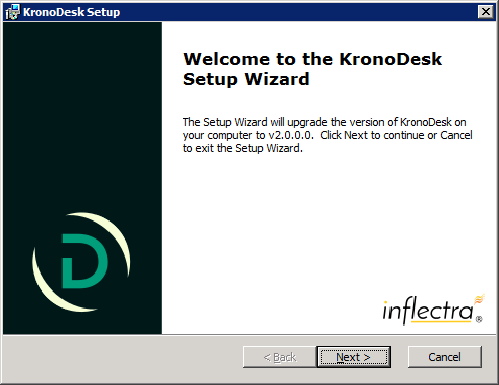 KronoDesk Setup
Welcome to the KronoDesk
Setup Wizard
The Setup Wizard will upgrade the version of KronoDesk on
your computer to v2.0.0.0.  Click Next to continue or Cancel
to exit the Setup Wizard.
D
inflectra®
< Back Next > Cancel